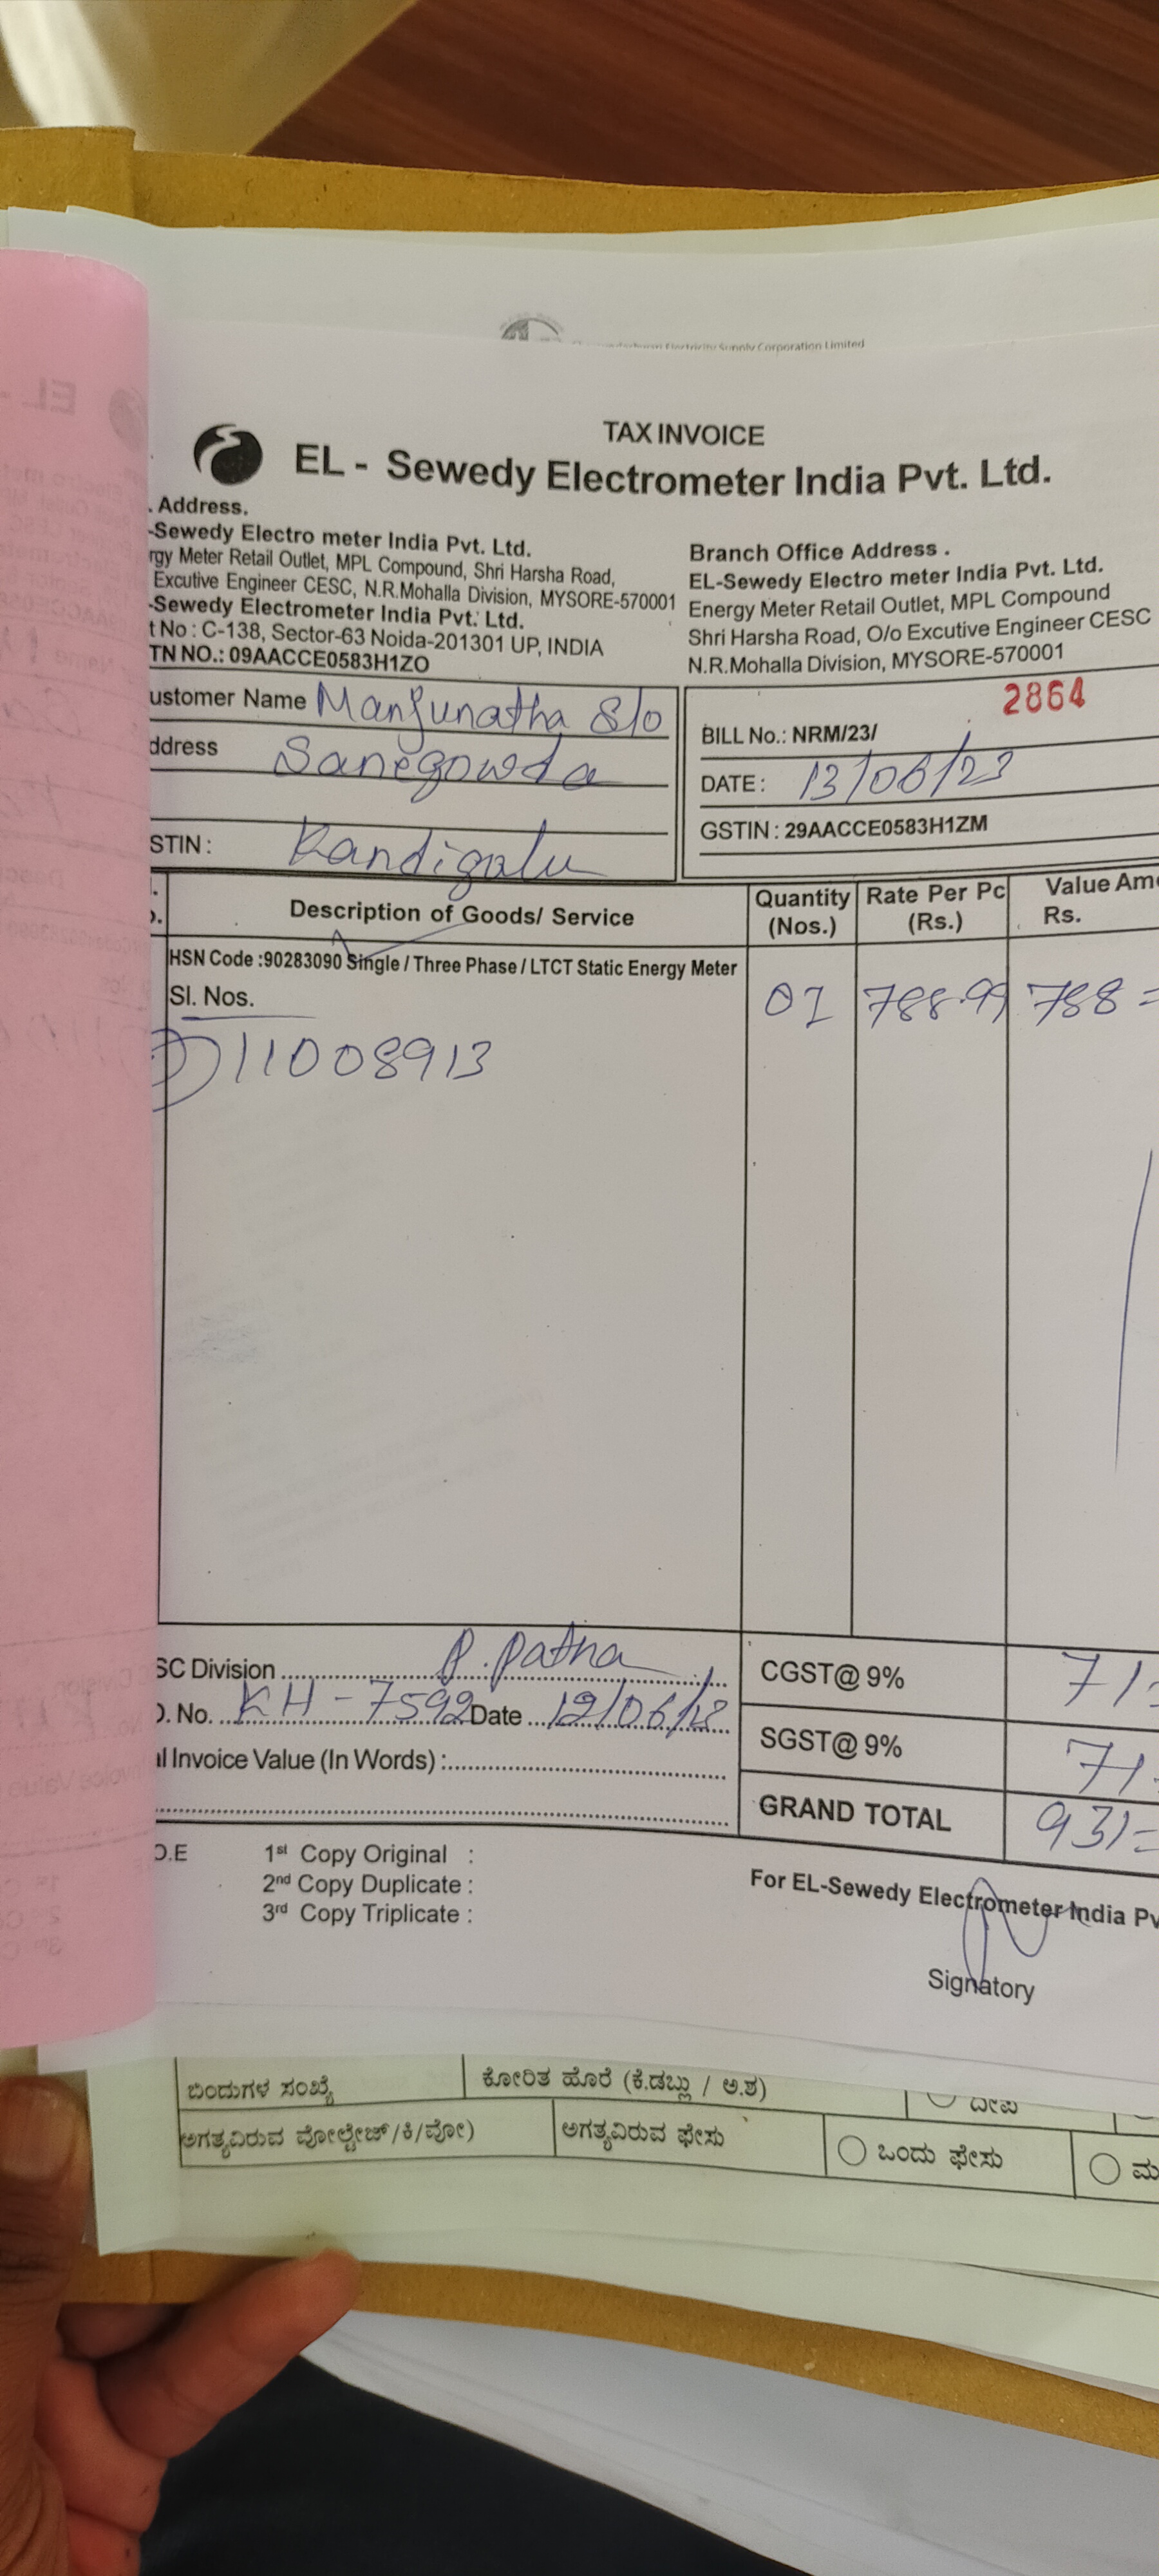 Electricity Supply Corporation Limited
TAX INVOICE
EL - Sewedy Electrometer India Pvt. Ltd.
. Address.
-Sewedy Electro meter India Pvt. Ltd.
rgy Meter Retail Outlet, MPL Compound, Shri Harsha Road,
Excutive Engineer CESC, N.R.Mohalla Division, MYSORE-570001
-Sewedy Electrometer India Pvt. Ltd.
t No : C-138, Sector-63 Noida-201301 UP, INDIA
TN NO.: 09AACCE0583H1ZO
Branch Office Address .
EL-Sewedy Electro meter India Pvt. Ltd.
Energy Meter Retail Outlet, MPL Compound
Shri Harsha Road, O/o Excutive Engineer CESC
N.R.Mohalla Division, MYSORE-570001
ustomer Name Manjunatha S/o
ddress Sanegowda
STIN : Kandigalu
2864
BILL No.: NRM/23/
DATE : 13/06/23
GSTIN : 29AACCE0583H1ZM
Description of Goods/ Service
Quantity (Nos.)
Rate Per Pc (Rs.)
Value Am Rs.
HSN Code :90283090 Single / Three Phase / LTCT Static Energy Meter
Sl. Nos.
01 788.99 788=
11008913
SC Division P. Patna
O. No. KH-7592 Date 12/06/23
l Invoice Value (In Words) :
CGST@ 9% 71
SGST@ 9% 71
GRAND TOTAL 931=
O.E
1st Copy Original :
2nd Copy Duplicate :
3rd Copy Triplicate :
For EL-Sewedy Electrometer India Pv
Signatory
ಬಿಂದುಗಳ ಸಂಖ್ಯೆ ಕೋರಿತ ಹೊರೆ (ಕೆ.ಡಬ್ಲ್ಯು / ಅ.ಶ) ದೀಪ
ಅಗತ್ಯವಿರುವ ವೋಲ್ಟೇಜ್/ಕಿ/ವೋ) ಅಗತ್ಯವಿರುವ ಫೇಸು ಒಂದು ಫೇಸು ಮ